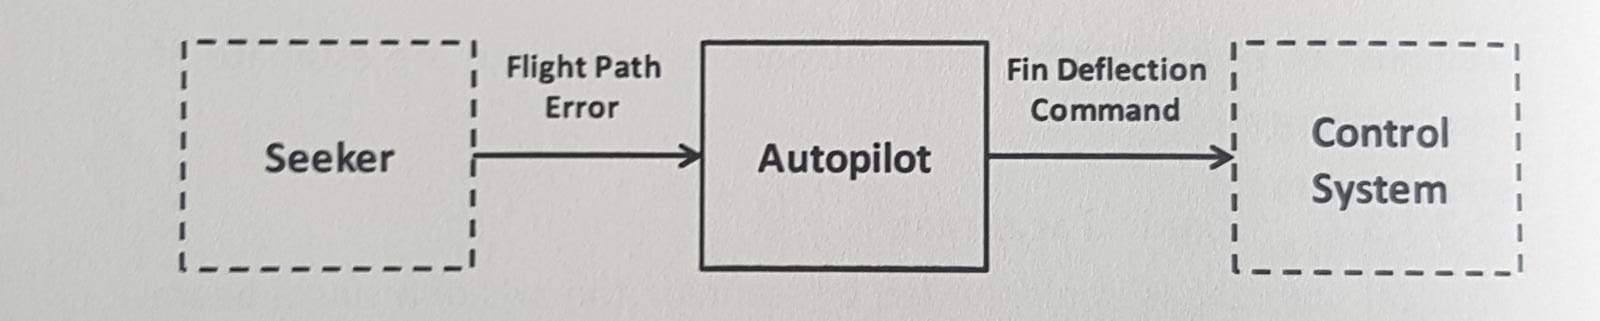 Seeker
Flight Path
Error
Autopilot
Fin Deflection
Command
Control
System